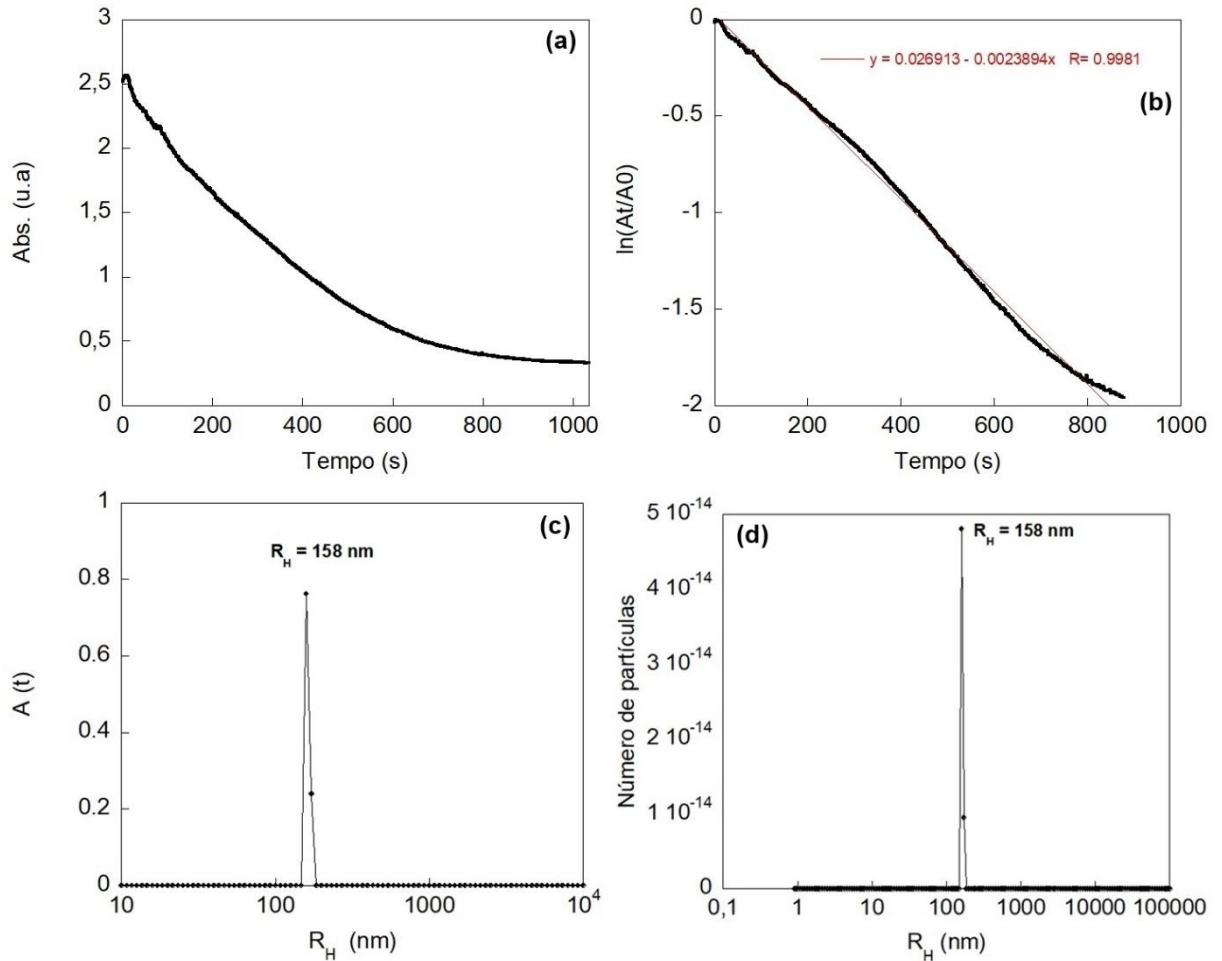 3
2,5
2
1,5
1
0,5
0
0 200 400 600 800 1000
Abs. (u.a)
Tempo (s)
(a)
0
-0.5
-1
-1.5
-2
0 200 400 600 800 1000
ln(At/A0)
Tempo (s)
y = 0.026913 - 0.0023894x R= 0.9981
(b)
1
0.8
0.6
0.4
0.2
0
10 100 1000 10^4
A (t)
R_H (nm)
R_H = 158 nm
(c)
5 10^-14
4 10^-14
3 10^-14
2 10^-14
1 10^-14
0
0,1 1 10 100 1000 10000 100000
Número de partículas
R_H (nm)
(d)
R_H = 158 nm